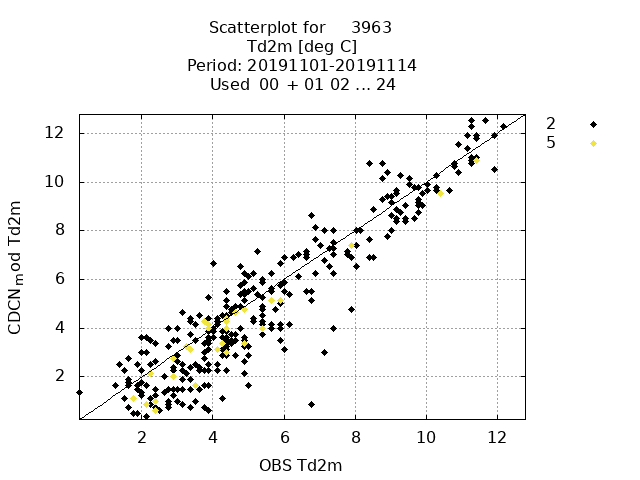 Scatterplot for 3963
Td2m [deg C]
Period: 20191101-20191114
Used 00 + 01 02 ... 24
2
5
12
10
8
6
4
2
CDCNmod Td2m
2 4 6 8 10 12
OBS Td2m